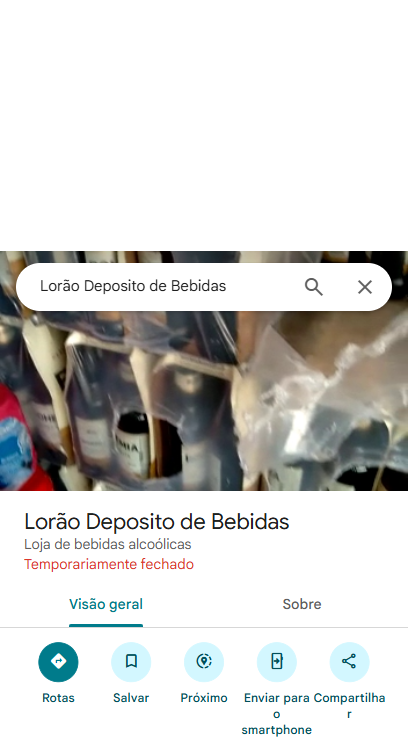 Lorão Deposito de Bebidas
Lorão Deposito de Bebidas
Loja de bebidas alcoólicas
Temporariamente fechado
Visão geral
Sobre
Rotas
Salvar
Próximo
Enviar para
o
smartphone
Compartilha
r